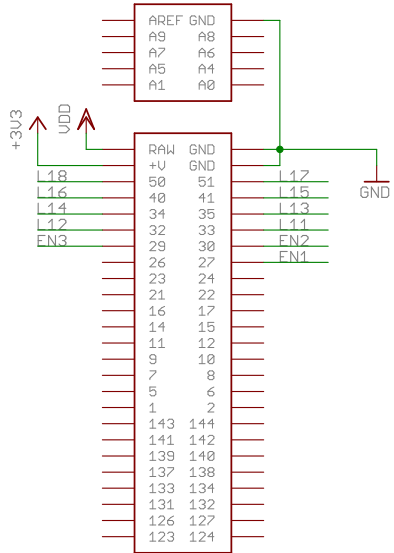 AREF GND
A9 A8
A7 A6
A5 A4
A1 A0
+3V3
VDD
RAW GND
+V GND
L18 50 51 L17
L16 40 41 L15
L14 34 35 L13
L12 32 33 L11
EN3 29 30 EN2
26 27 EN1
23 24
21 22
16 17
14 15
11 12
9 10
7 8
5 6
1 2
143 144
141 142
139 140
137 138
133 134
131 132
126 127
123 124
GND